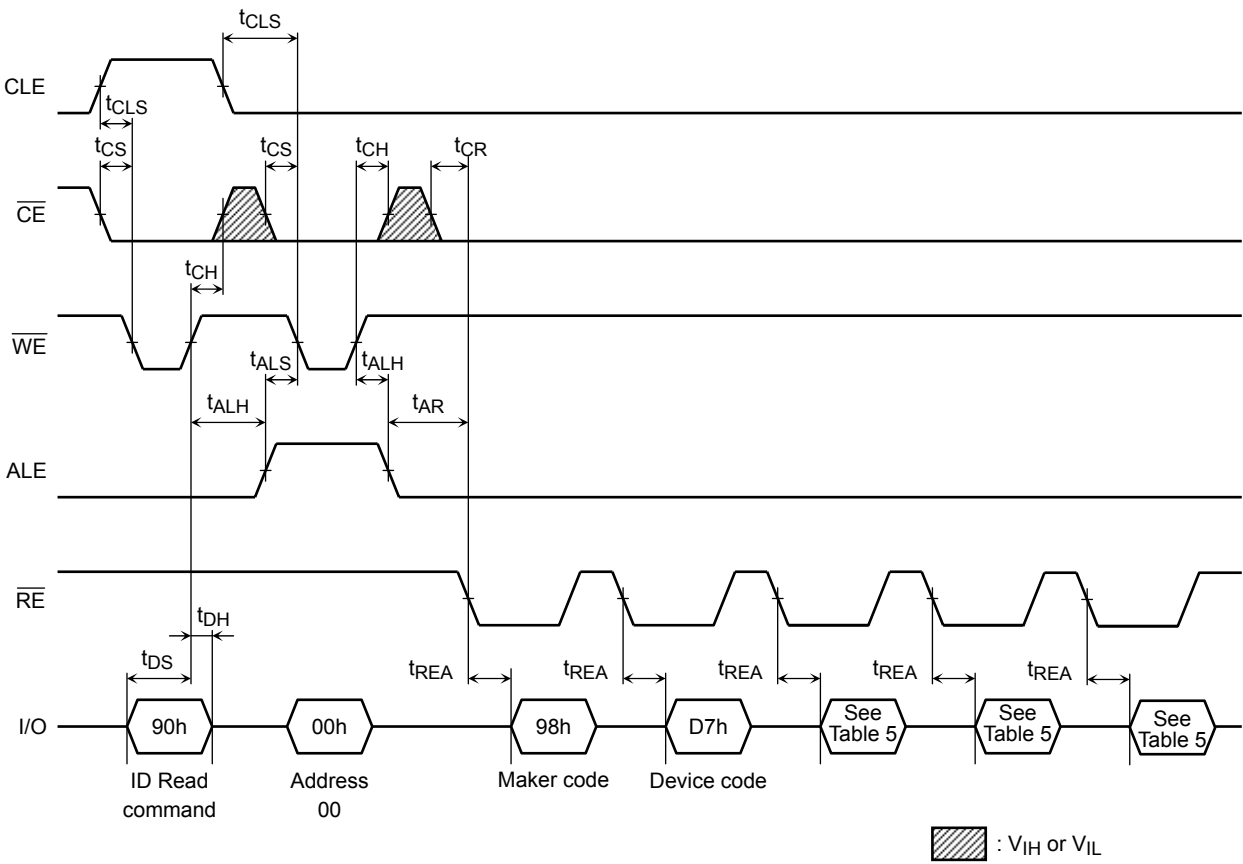 tCLS
CLE
tCLS
tCS tCS tCH tCR
CE
tCH
WE
tALS tALH
tALH tAR
ALE
RE
tDH
tDS tREA tREA tREA tREA tREA
I/O 90h 00h 98h D7h See Table 5 See Table 5 See Table 5
ID Read command Address 00 Maker code Device code
: VIH or VIL